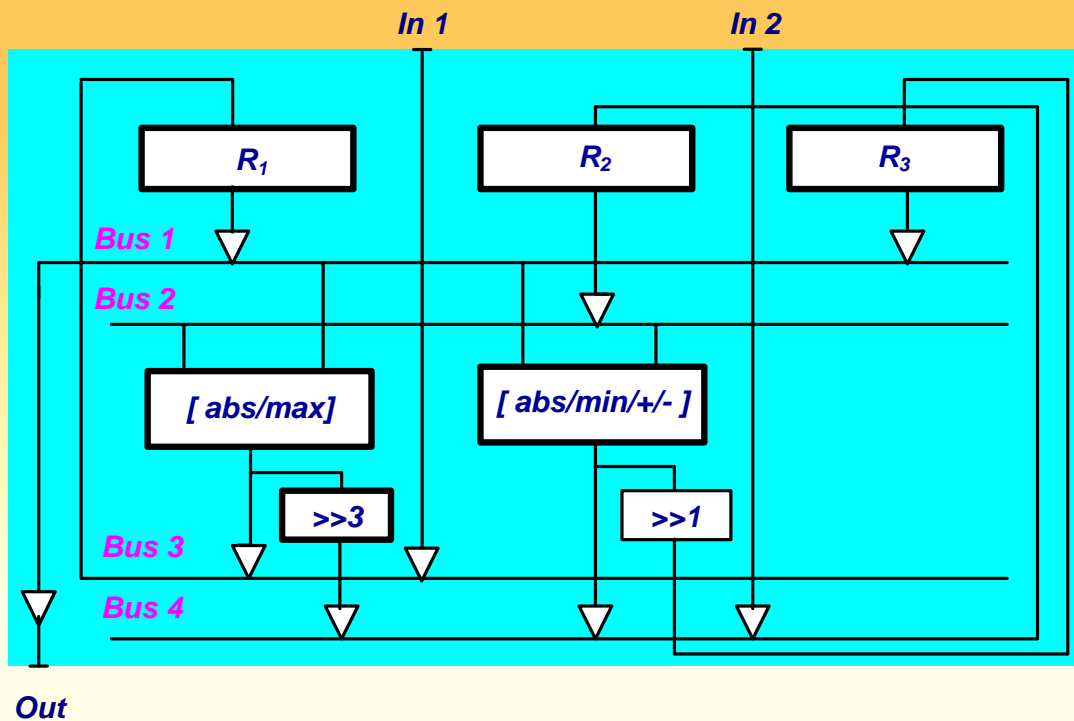 In 1
In 2
R1
R2
R3
Bus 1
Bus 2
[ abs/max]
[ abs/min/+/- ]
>>3
>>1
Bus 3
Bus 4
Out